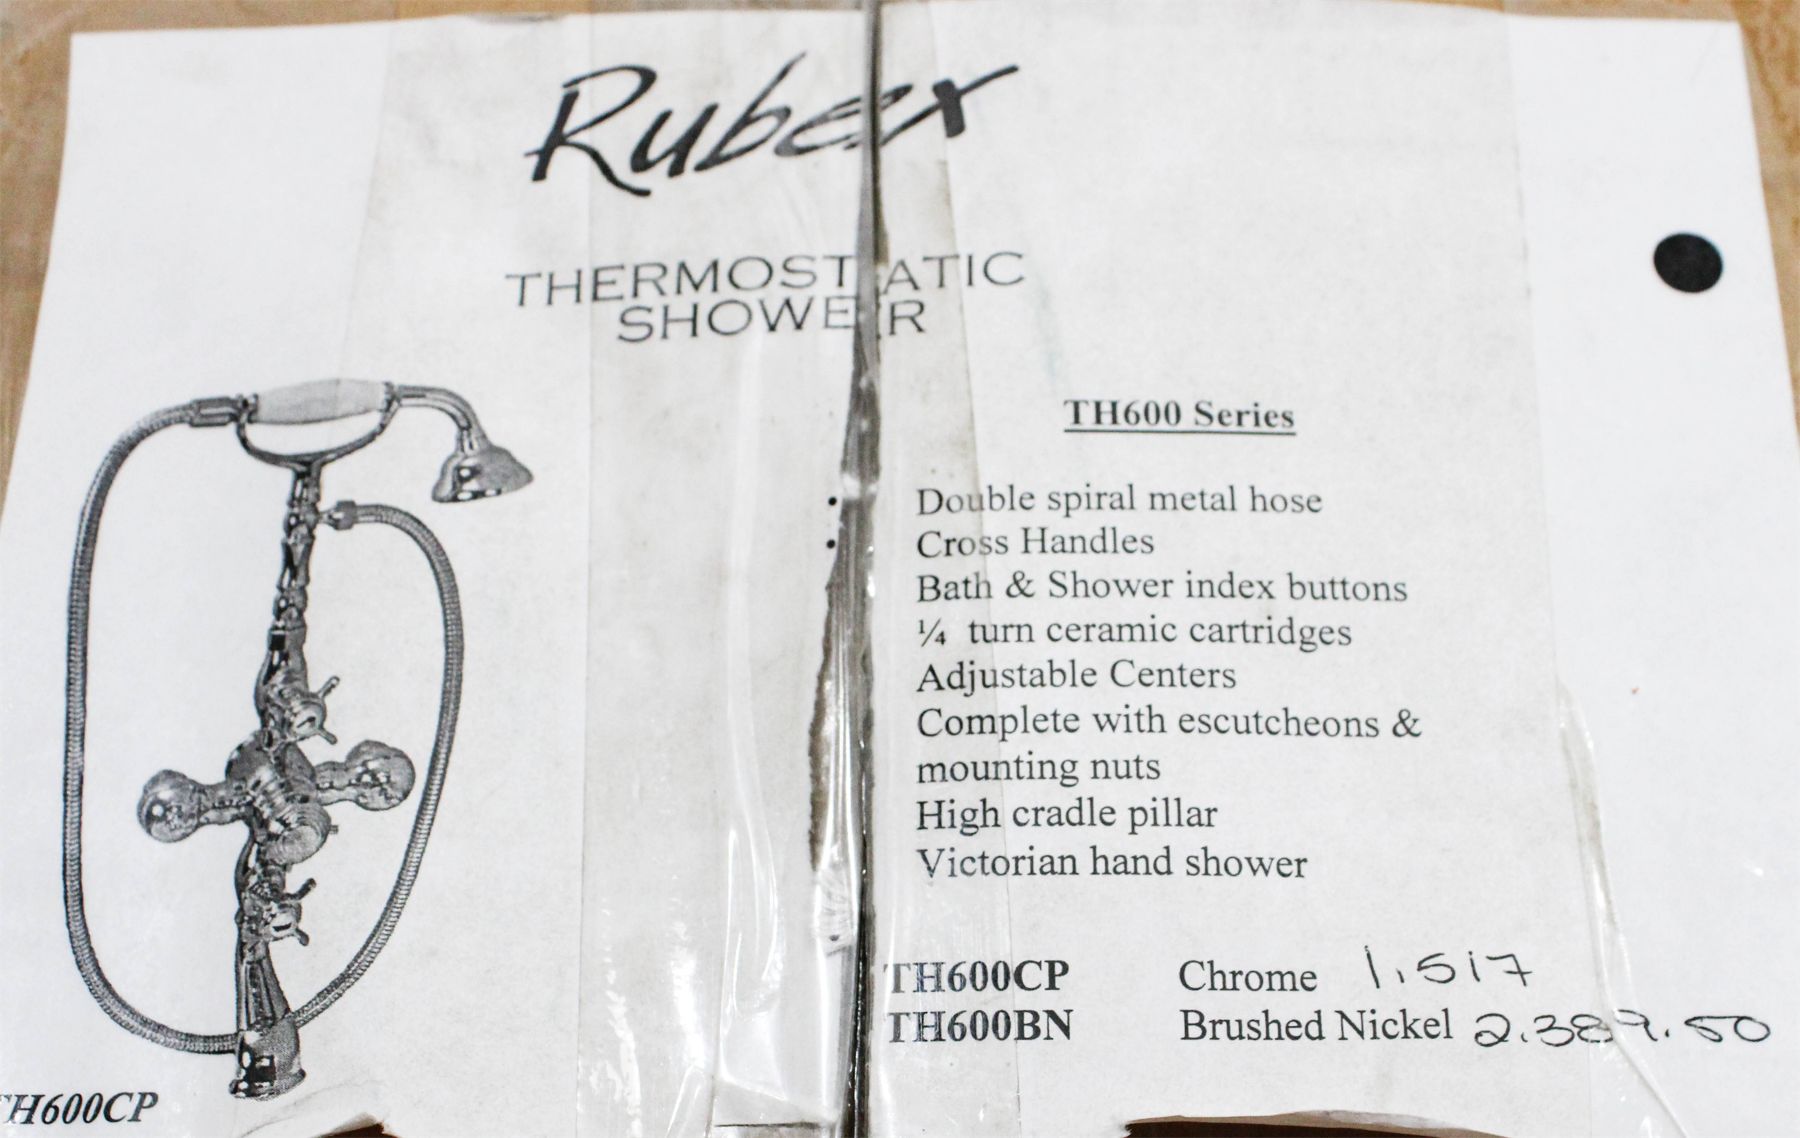 Rubex
THERMOSTATIC
SHOWER
TH600 Series
Double spiral metal hose
Cross Handles
Bath & Shower index buttons
¼ turn ceramic cartridges
Adjustable Centers
Complete with escutcheons &
mounting nuts
High cradle pillar
Victorian hand shower
TH600CP Chrome 1.517
TH600BN Brushed Nickel 2.389.50
TH600CP